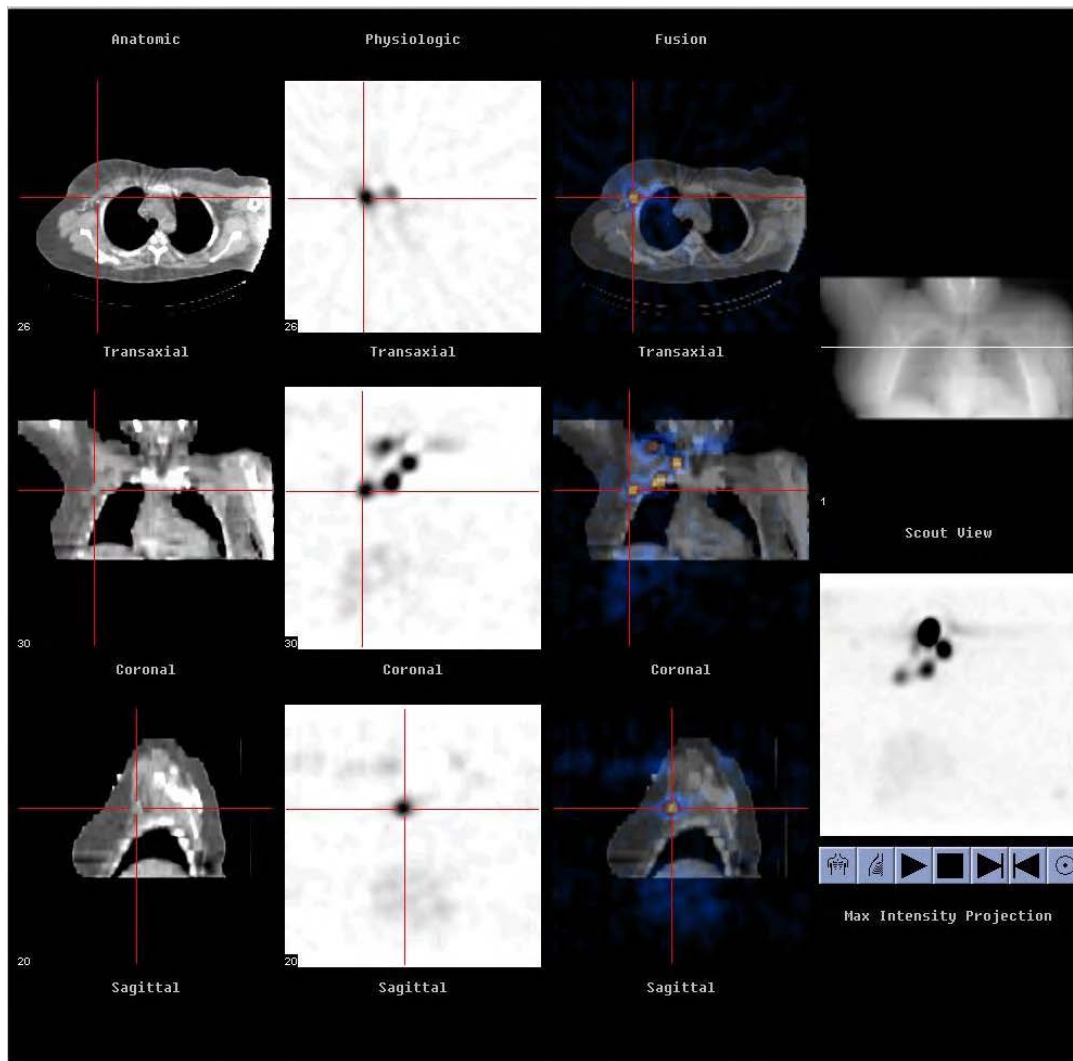 Anatomic Physiologic Fusion
26 26
Transaxial Transaxial Transaxial
1
Scout View
30 30
Coronal Coronal Coronal
Max Intensity Projection
20 20
Sagittal Sagittal Sagittal